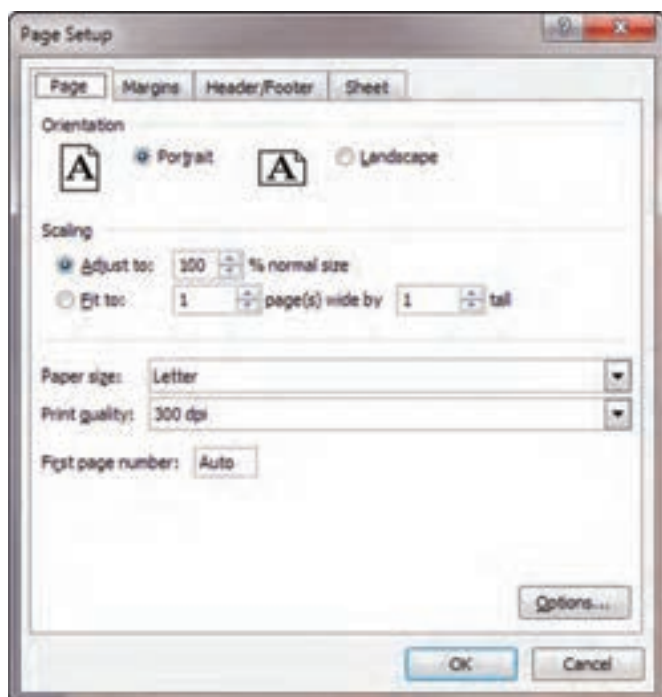 Page Setup
Page Margins Header/Footer Sheet
Orientation
A Portrait A Landscape
Scaling
Adjust to: 100 % normal size
Fit to: 1 page(s) wide by 1 tall
Paper size: Letter
Print quality: 300 dpi
First page number: Auto
Options...
OK Cancel